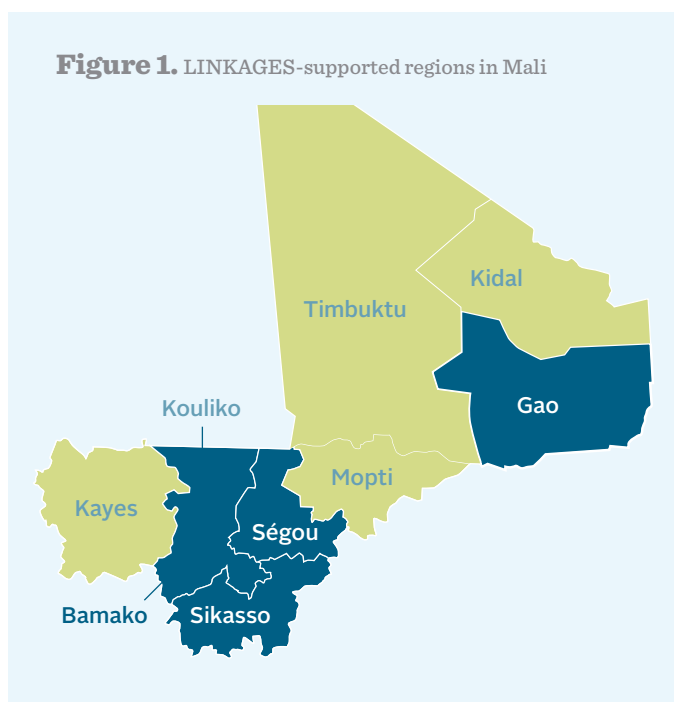 Figure 1. LINKAGES-supported regions in Mali
Kidal
Timbuktu
Gao
Kouliko
Mopti
Kayes
Ségou
Bamako
Sikasso